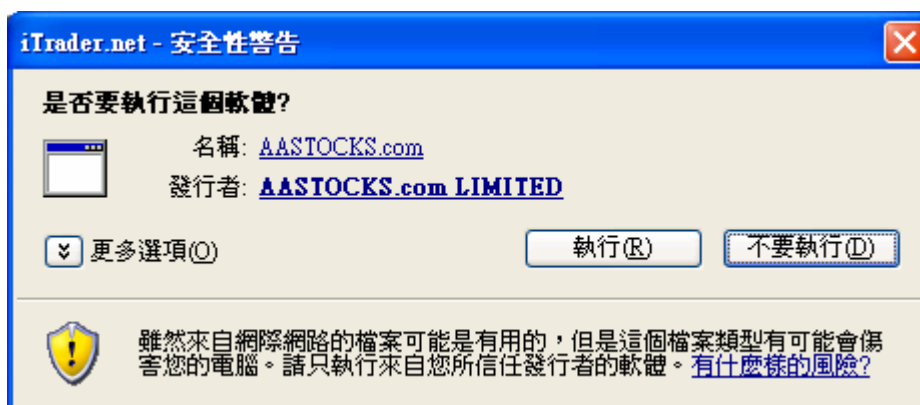 iTrader.net - 安全性警告
是否要執行這個軟體?
名稱: AASTOCKS.com
發行者: AASTOCKS.com LIMITED
更多選項(O) 執行(R) 不要執行(D)
雖然來自網際網路的檔案可能是有用的，但是這個檔案類型有可能會傷
害您的電腦。請只執行來自您所信任發行者的軟體。有什麼樣的風險?